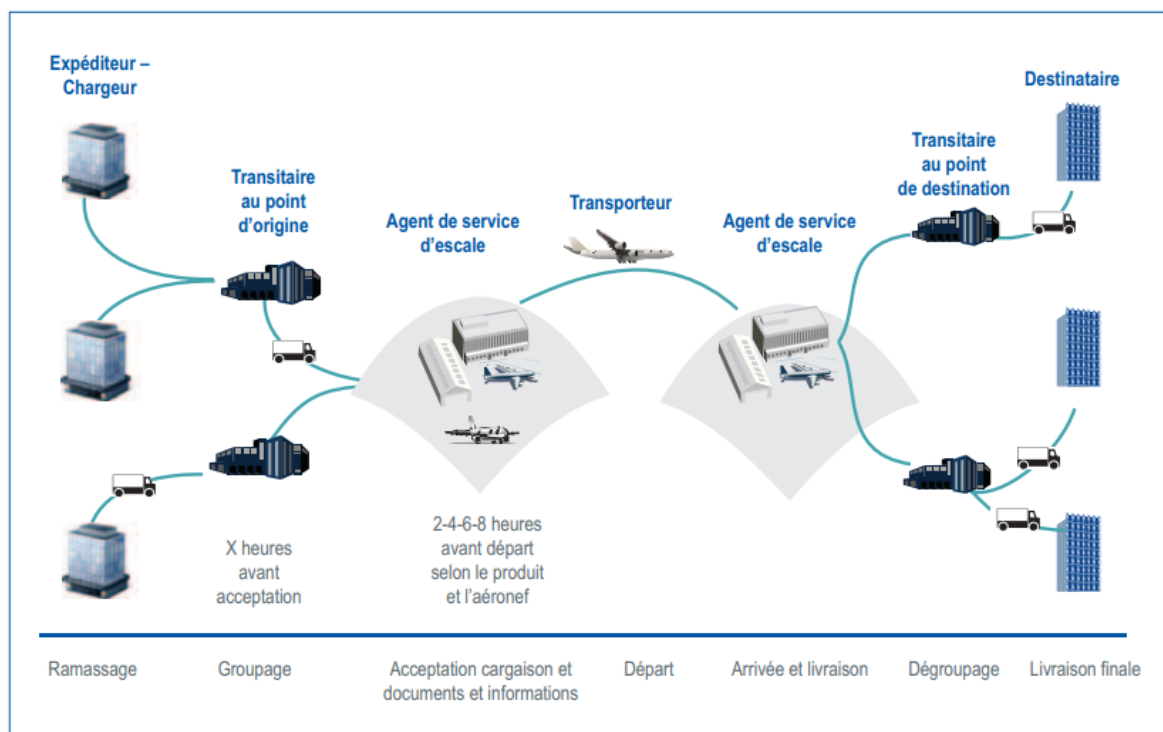 Expéditeur –
Chargeur
Destinataire
Transitaire
au point
d'origine
Transitaire
au point
de destination
Agent de service
d'escale
Transporteur
Agent de service
d'escale
X heures
avant
acceptation
2-4-6-8 heures
avant départ
selon le produit
et l'aéronef
Ramassage
Groupage
Acceptation cargaison et
documents et informations
Départ
Arrivée et livraison
Dégroupage
Livraison finale